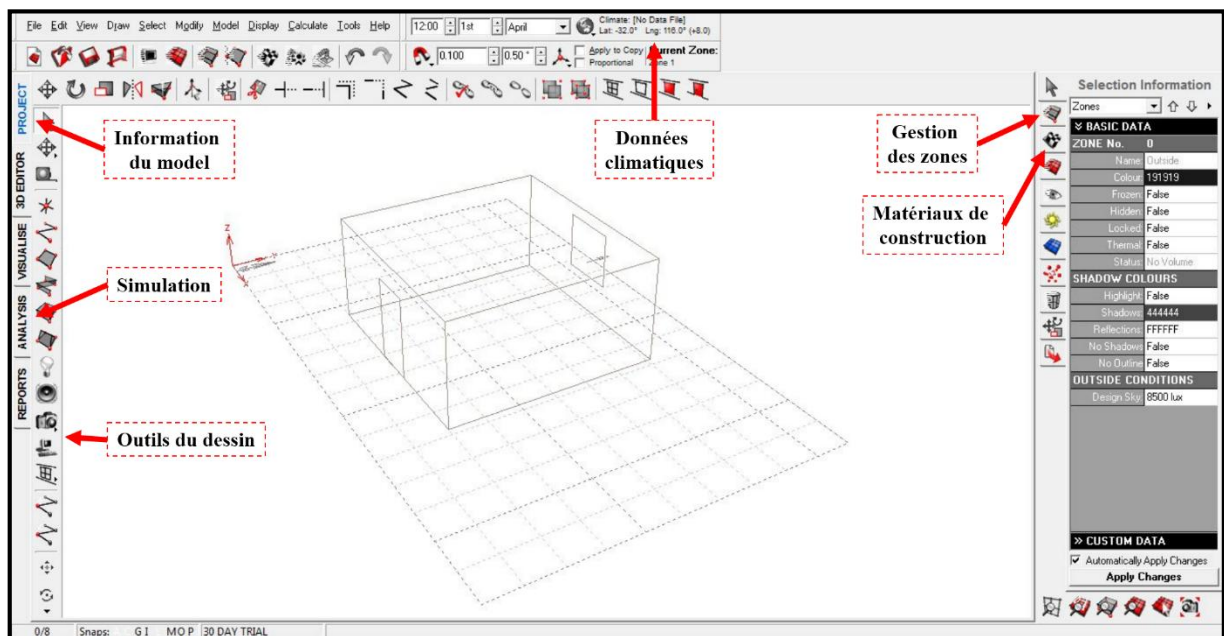 File Edit View Draw Select Modify Model Display Calculate Tools Help
12:00 1st April
Climate: [No Data File]
Lat: -32.0° Lng: 116.0° (+8.0)
0.100 0.50 °
Apply to Copy
Proportional
Current Zone:
Zone 1
PROJECT
3D EDITOR
VISUALISE
ANALYSIS
REPORTS
Information
du model
Données
climatiques
Gestion
des zones
Matériaux de
construction
Simulation
Outils du dessin
Z
Selection Information
Zones
BASIC DATA
ZONE No. 0
Name: Outside
Colour: 191919
Frozen: False
Hidden: False
Locked: False
Thermal: False
Status: No Volume
SHADOW COLOURS
Highlight: False
Shadows: 444444
Reflections: FFFFFF
No Shadows False
No Outline False
OUTSIDE CONDITIONS
Design Sky: 8500 lux
CUSTOM DATA
Automatically Apply Changes
Apply Changes
0/8 Snaps: G I M O P 30 DAY TRIAL